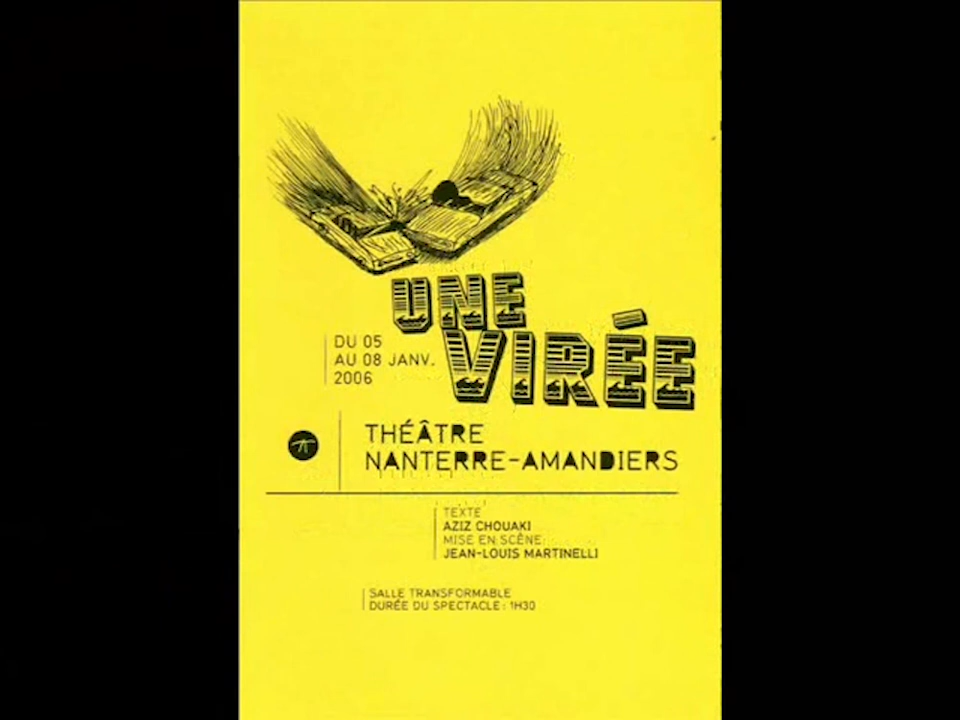 UNE
VIRÉE
DU 05
AU 08 JANV.
2006
THÉÂTRE
NANTERRE-AMANDIERS
TEXTE
AZIZ CHOUAKI
MISE EN SCÈNE
JEAN-LOUIS MARTINELLI
SALLE TRANSFORMABLE
DURÉE DU SPECTACLE : 1H30